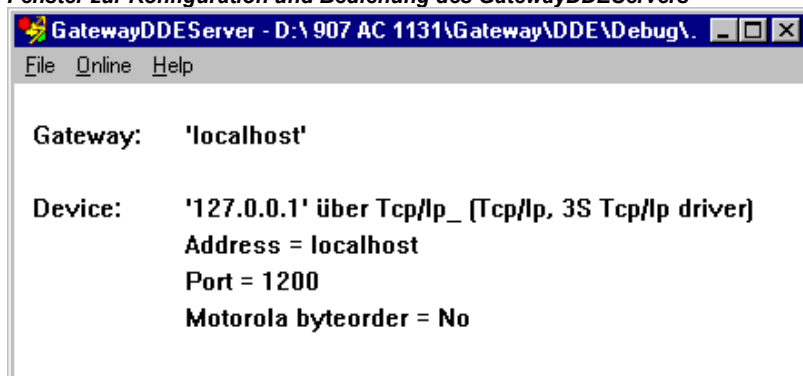 Fenster zur Konfiguration und Bedienung des GatewayDDEServers
GatewayDDEServer - D:\907 AC 1131\Gateway\DDE\Debug\.
File Online Help
Gateway: 'localhost'
Device: '127.0.0.1' über Tcp/Ip_ (Tcp/Ip, 3S Tcp/Ip driver)
Address = localhost
Port = 1200
Motorola byteorder = No